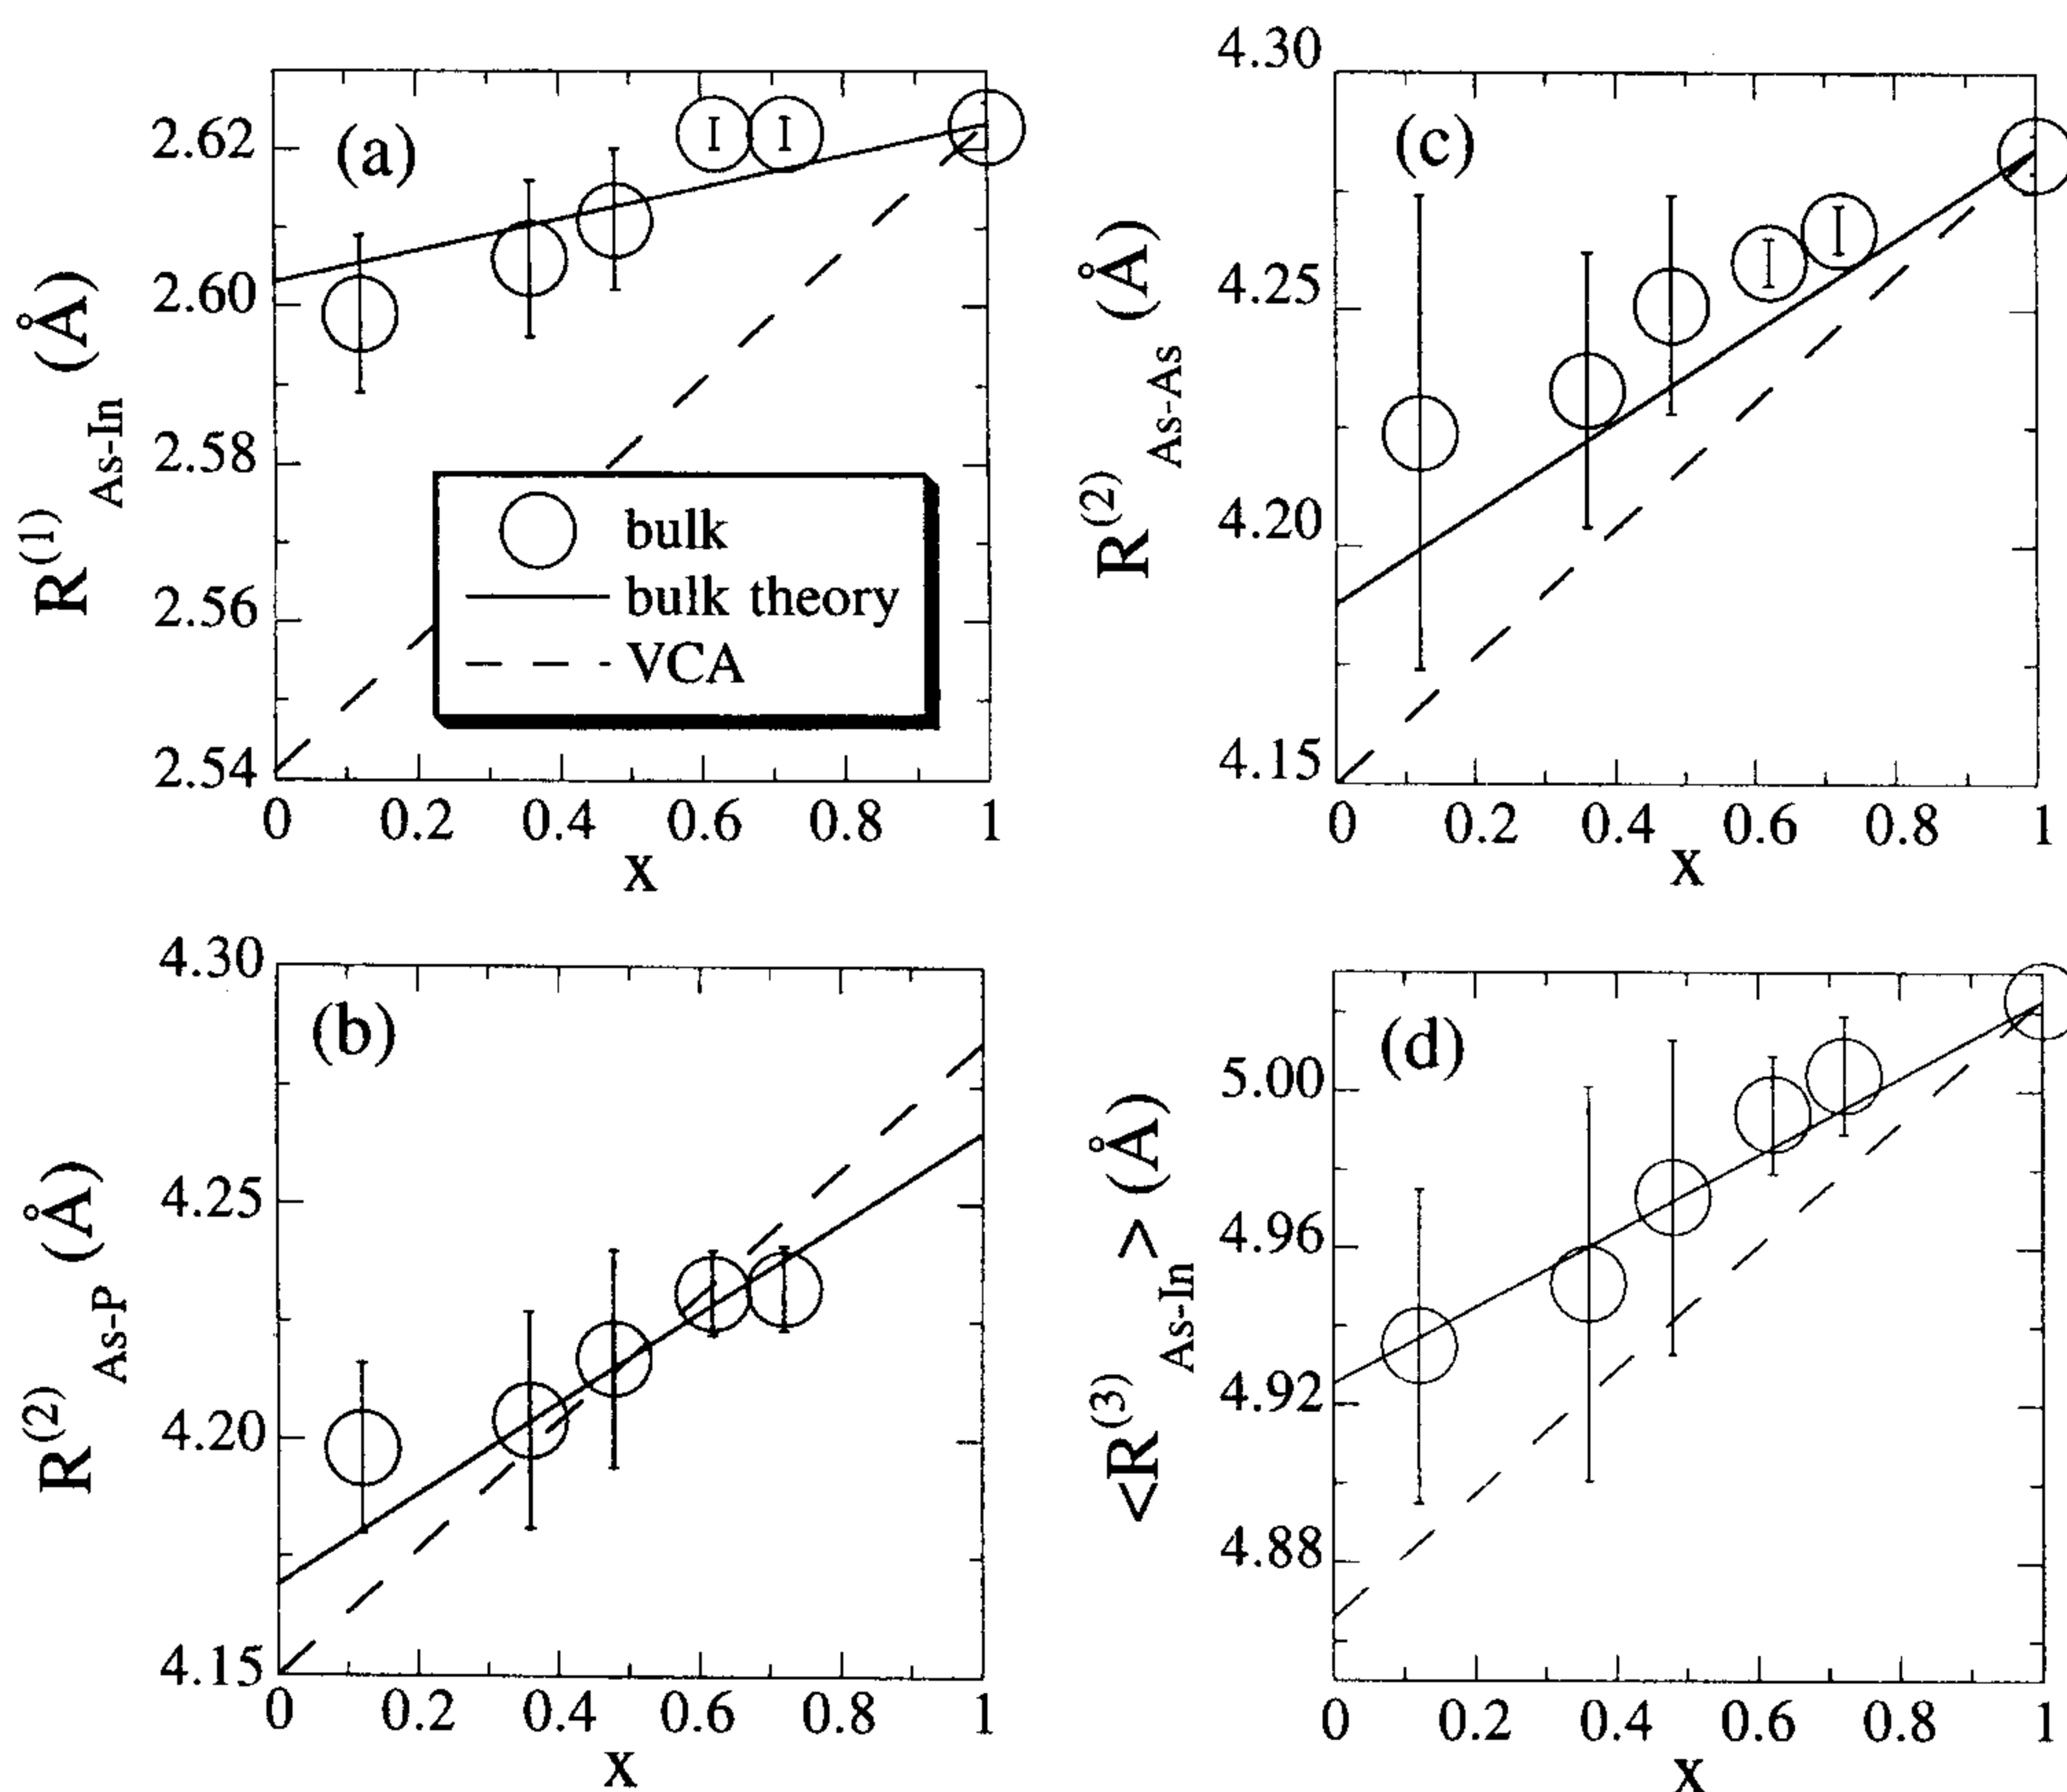 (a)
R(1) As-In (Å)
2.62
2.60
2.58
2.56
2.54
bulk
bulk theory
VCA
0 0.2 0.4 0.6 0.8 1
x
(c)
R(2) As-As (Å)
4.30
4.25
4.20
4.15
0 0.2 0.4 0.6 0.8 1
x
(b)
R(2) As-P (Å)
4.30
4.25
4.20
4.15
0 0.2 0.4 0.6 0.8 1
x
(d)
<R(3) As-In > (Å)
5.00
4.96
4.92
4.88
0 0.2 0.4 0.6 0.8 1
x